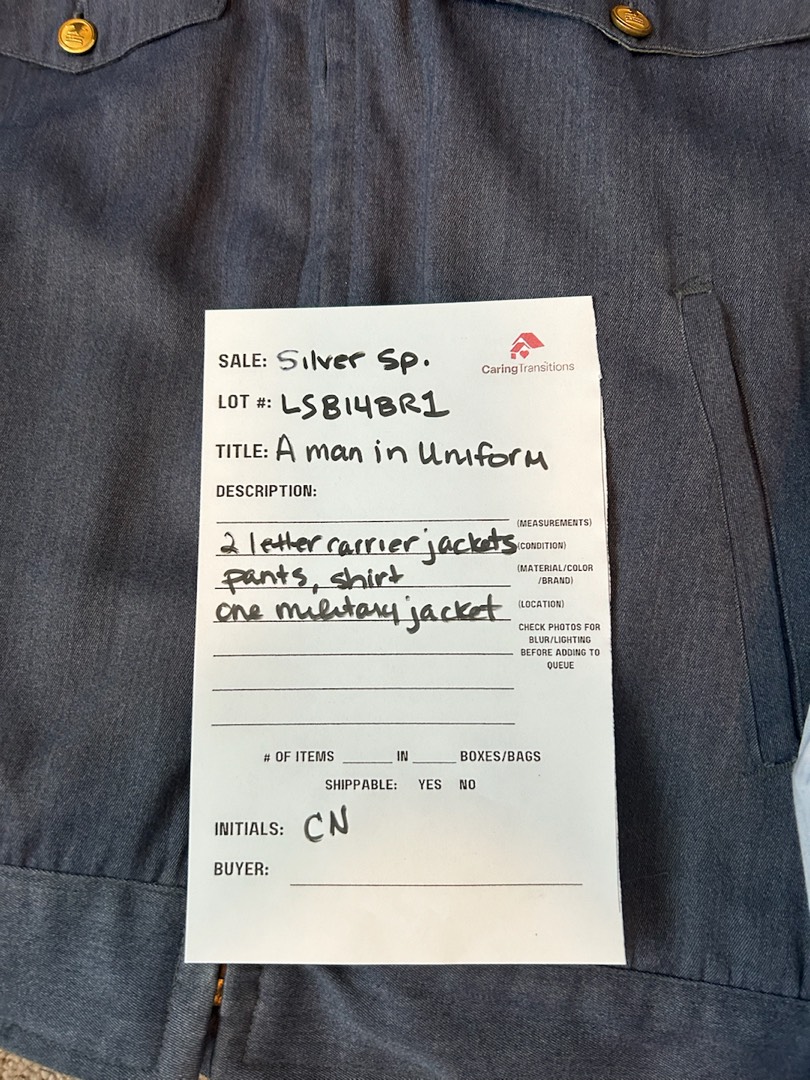 SALE: Silver Sp.
CaringTransitions
LOT #: LSB14BR1
TITLE: A man in Uniform
DESCRIPTION:
(MEASUREMENTS)
2 letter carrier jackets (CONDITION)
pants, shirt (MATERIAL/COLOR
/BRAND)
one military jacket (LOCATION)
CHECK PHOTOS FOR
BLUR/LIGHTING
BEFORE ADDING TO
QUEUE
# OF ITEMS ______ IN ______ BOXES/BAGS
SHIPPABLE: YES NO
INITIALS: CN
BUYER: